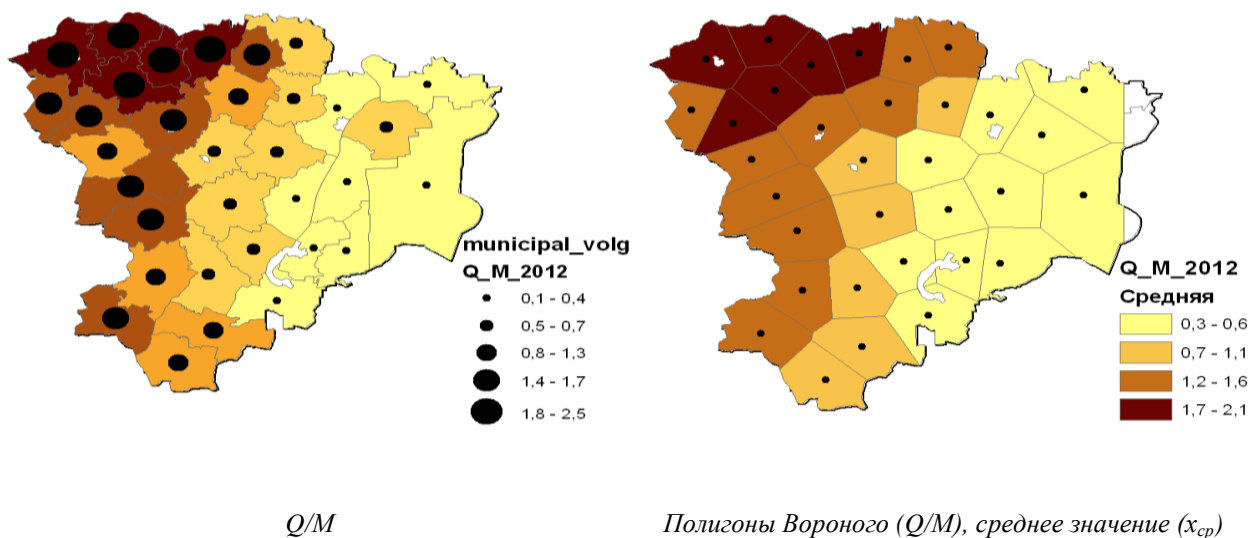 municipal_volg
Q_M_2012
0,1 - 0,4
0,5 - 0,7
0,8 - 1,3
1,4 - 1,7
1,8 - 2,5
Q_M_2012
Средняя
0,3 - 0,6
0,7 - 1,1
1,2 - 1,6
1,7 - 2,1
Q/M
Полигоны Вороного (Q/M), среднее значение (xср)